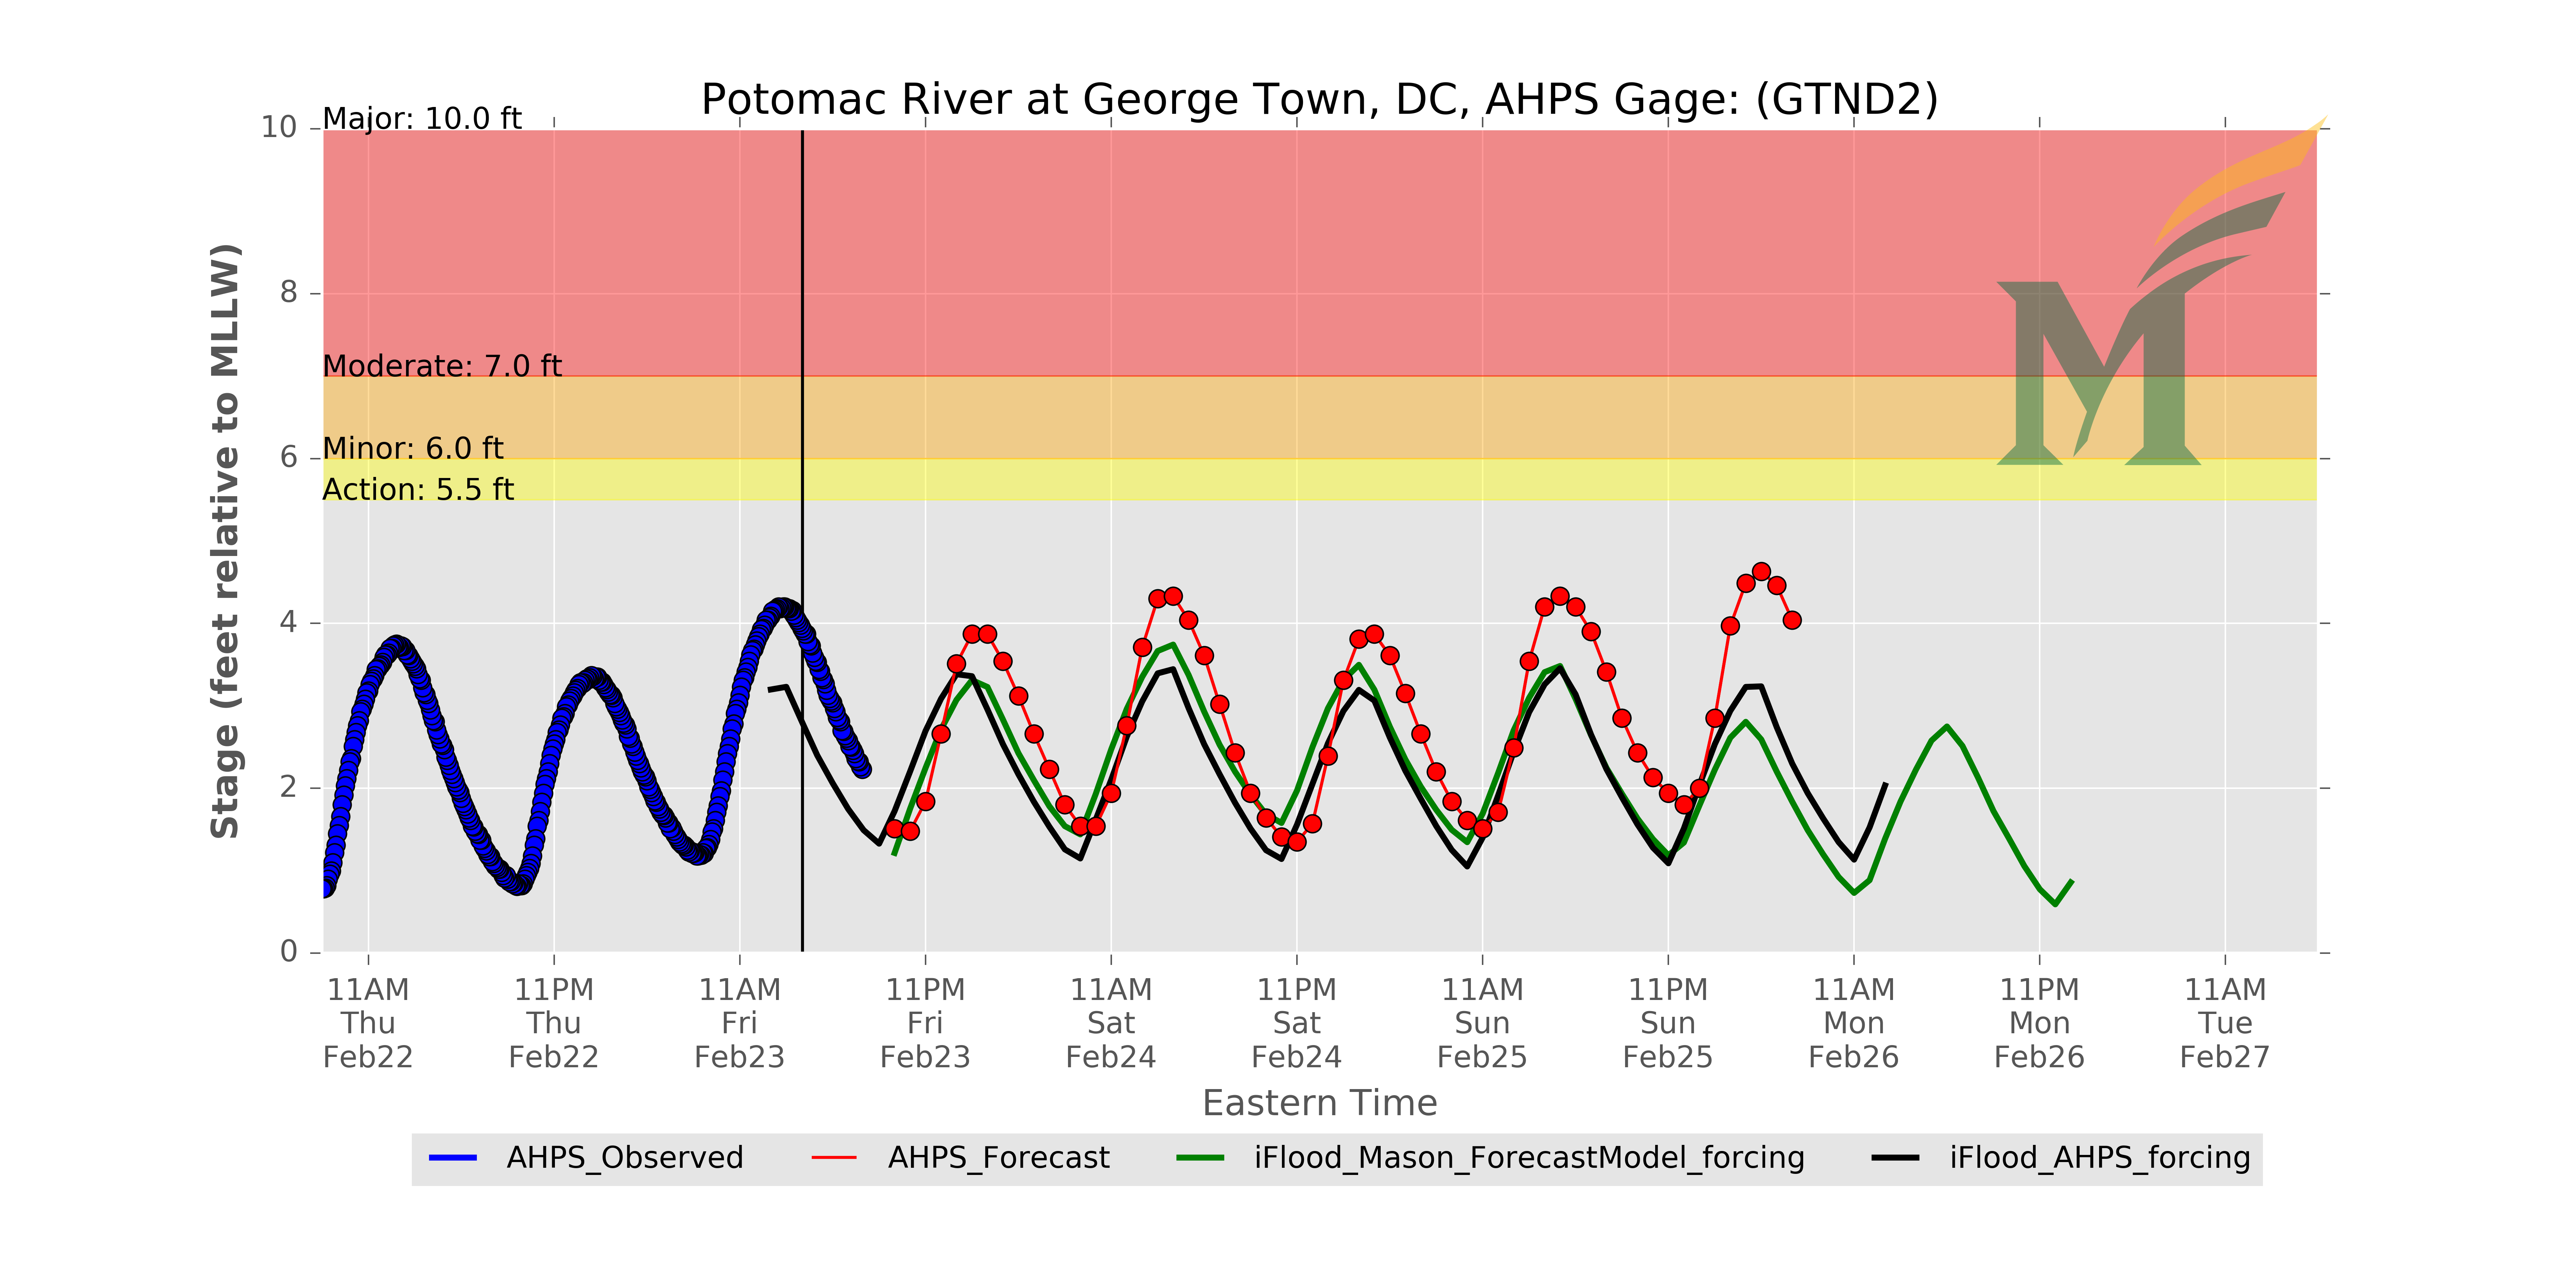 Potomac River at George Town, DC, AHPS Gage: (GTND2)
Major: 10.0 ft
Moderate: 7.0 ft
Minor: 6.0 ft
Action: 5.5 ft
10
8
6
4
2
0
Stage (feet relative to MLLW)
11AM 11PM 11AM 11PM 11AM 11PM 11AM 11PM 11AM 11PM 11AM
Thu Thu Fri Fri Sat Sat Sun Sun Mon Mon Tue
Feb22 Feb22 Feb23 Feb23 Feb24 Feb24 Feb25 Feb25 Feb26 Feb26 Feb27
Eastern Time
AHPS_Observed AHPS_Forecast iFlood_Mason_ForecastModel_forcing iFlood_AHPS_forcing
M